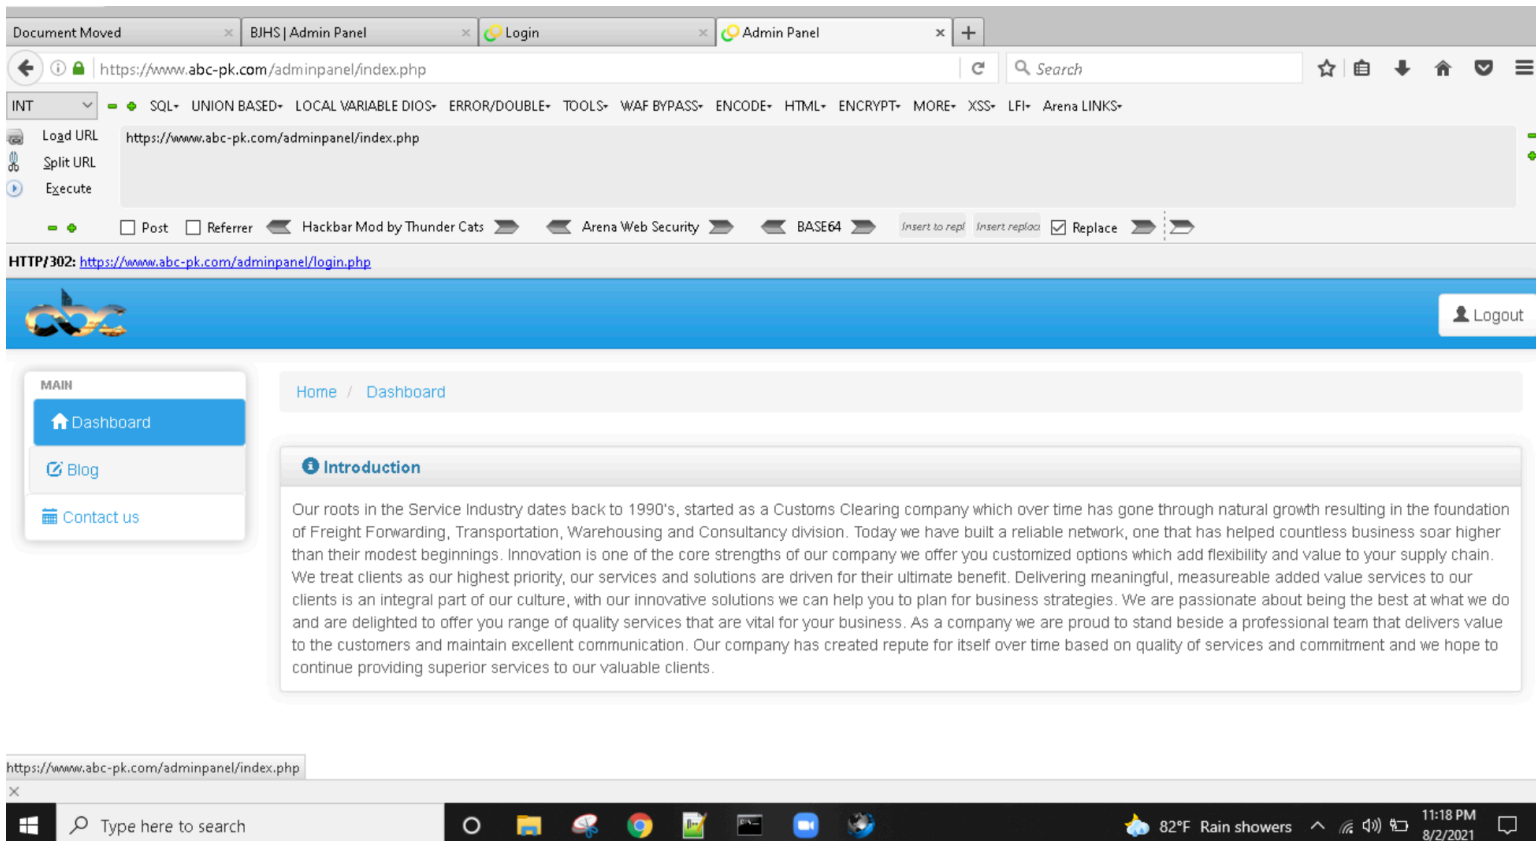 Document Moved × BJHS | Admin Panel × Login × Admin Panel × +
https://www.abc-pk.com/adminpanel/index.php Search
INT SQL UNION BASED LOCAL VARIABLE DIOS ERROR/DOUBLE TOOLS WAF BYPASS ENCODE HTML ENCRYPT MORE XSS LFI Arena LINKS
Load URL https://www.abc-pk.com/adminpanel/index.php
Split URL
Execute
Post Referrer Hackbar Mod by Thunder Cats Arena Web Security BASE64 Insert to repl Insert replac Replace
HTTP/302: https://www.abc-pk.com/adminpanel/login.php
abc Logout
MAIN
Home / Dashboard
Dashboard
Blog
Contact us
Introduction
Our roots in the Service Industry dates back to 1990's, started as a Customs Clearing company which over time has gone through natural growth resulting in the foundation
of Freight Forwarding, Transportation, Warehousing and Consultancy division. Today we have built a reliable network, one that has helped countless business soar higher
than their modest beginnings. Innovation is one of the core strengths of our company we offer you customized options which add flexibility and value to your supply chain.
We treat clients as our highest priority, our services and solutions are driven for their ultimate benefit. Delivering meaningful, measureable added value services to our
clients is an integral part of our culture, with our innovative solutions we can help you to plan for business strategies. We are passionate about being the best at what we do
and are delighted to offer you range of quality services that are vital for your business. As a company we are proud to stand beside a professional team that delivers value
to the customers and maintain excellent communication. Our company has created repute for itself over time based on quality of services and commitment and we hope to
continue providing superior services to our valuable clients.
https://www.abc-pk.com/adminpanel/index.php
Type here to search 82°F Rain showers 11:18 PM
8/2/2021